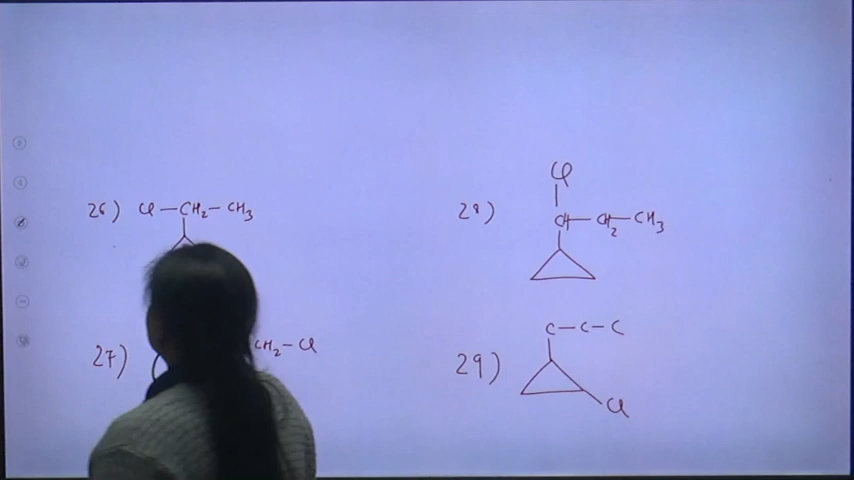 26) Cl-CH2-CH3
27) CH2-Cl
28) Cl
CH-CH2-CH3
29) C-C-C
Cl